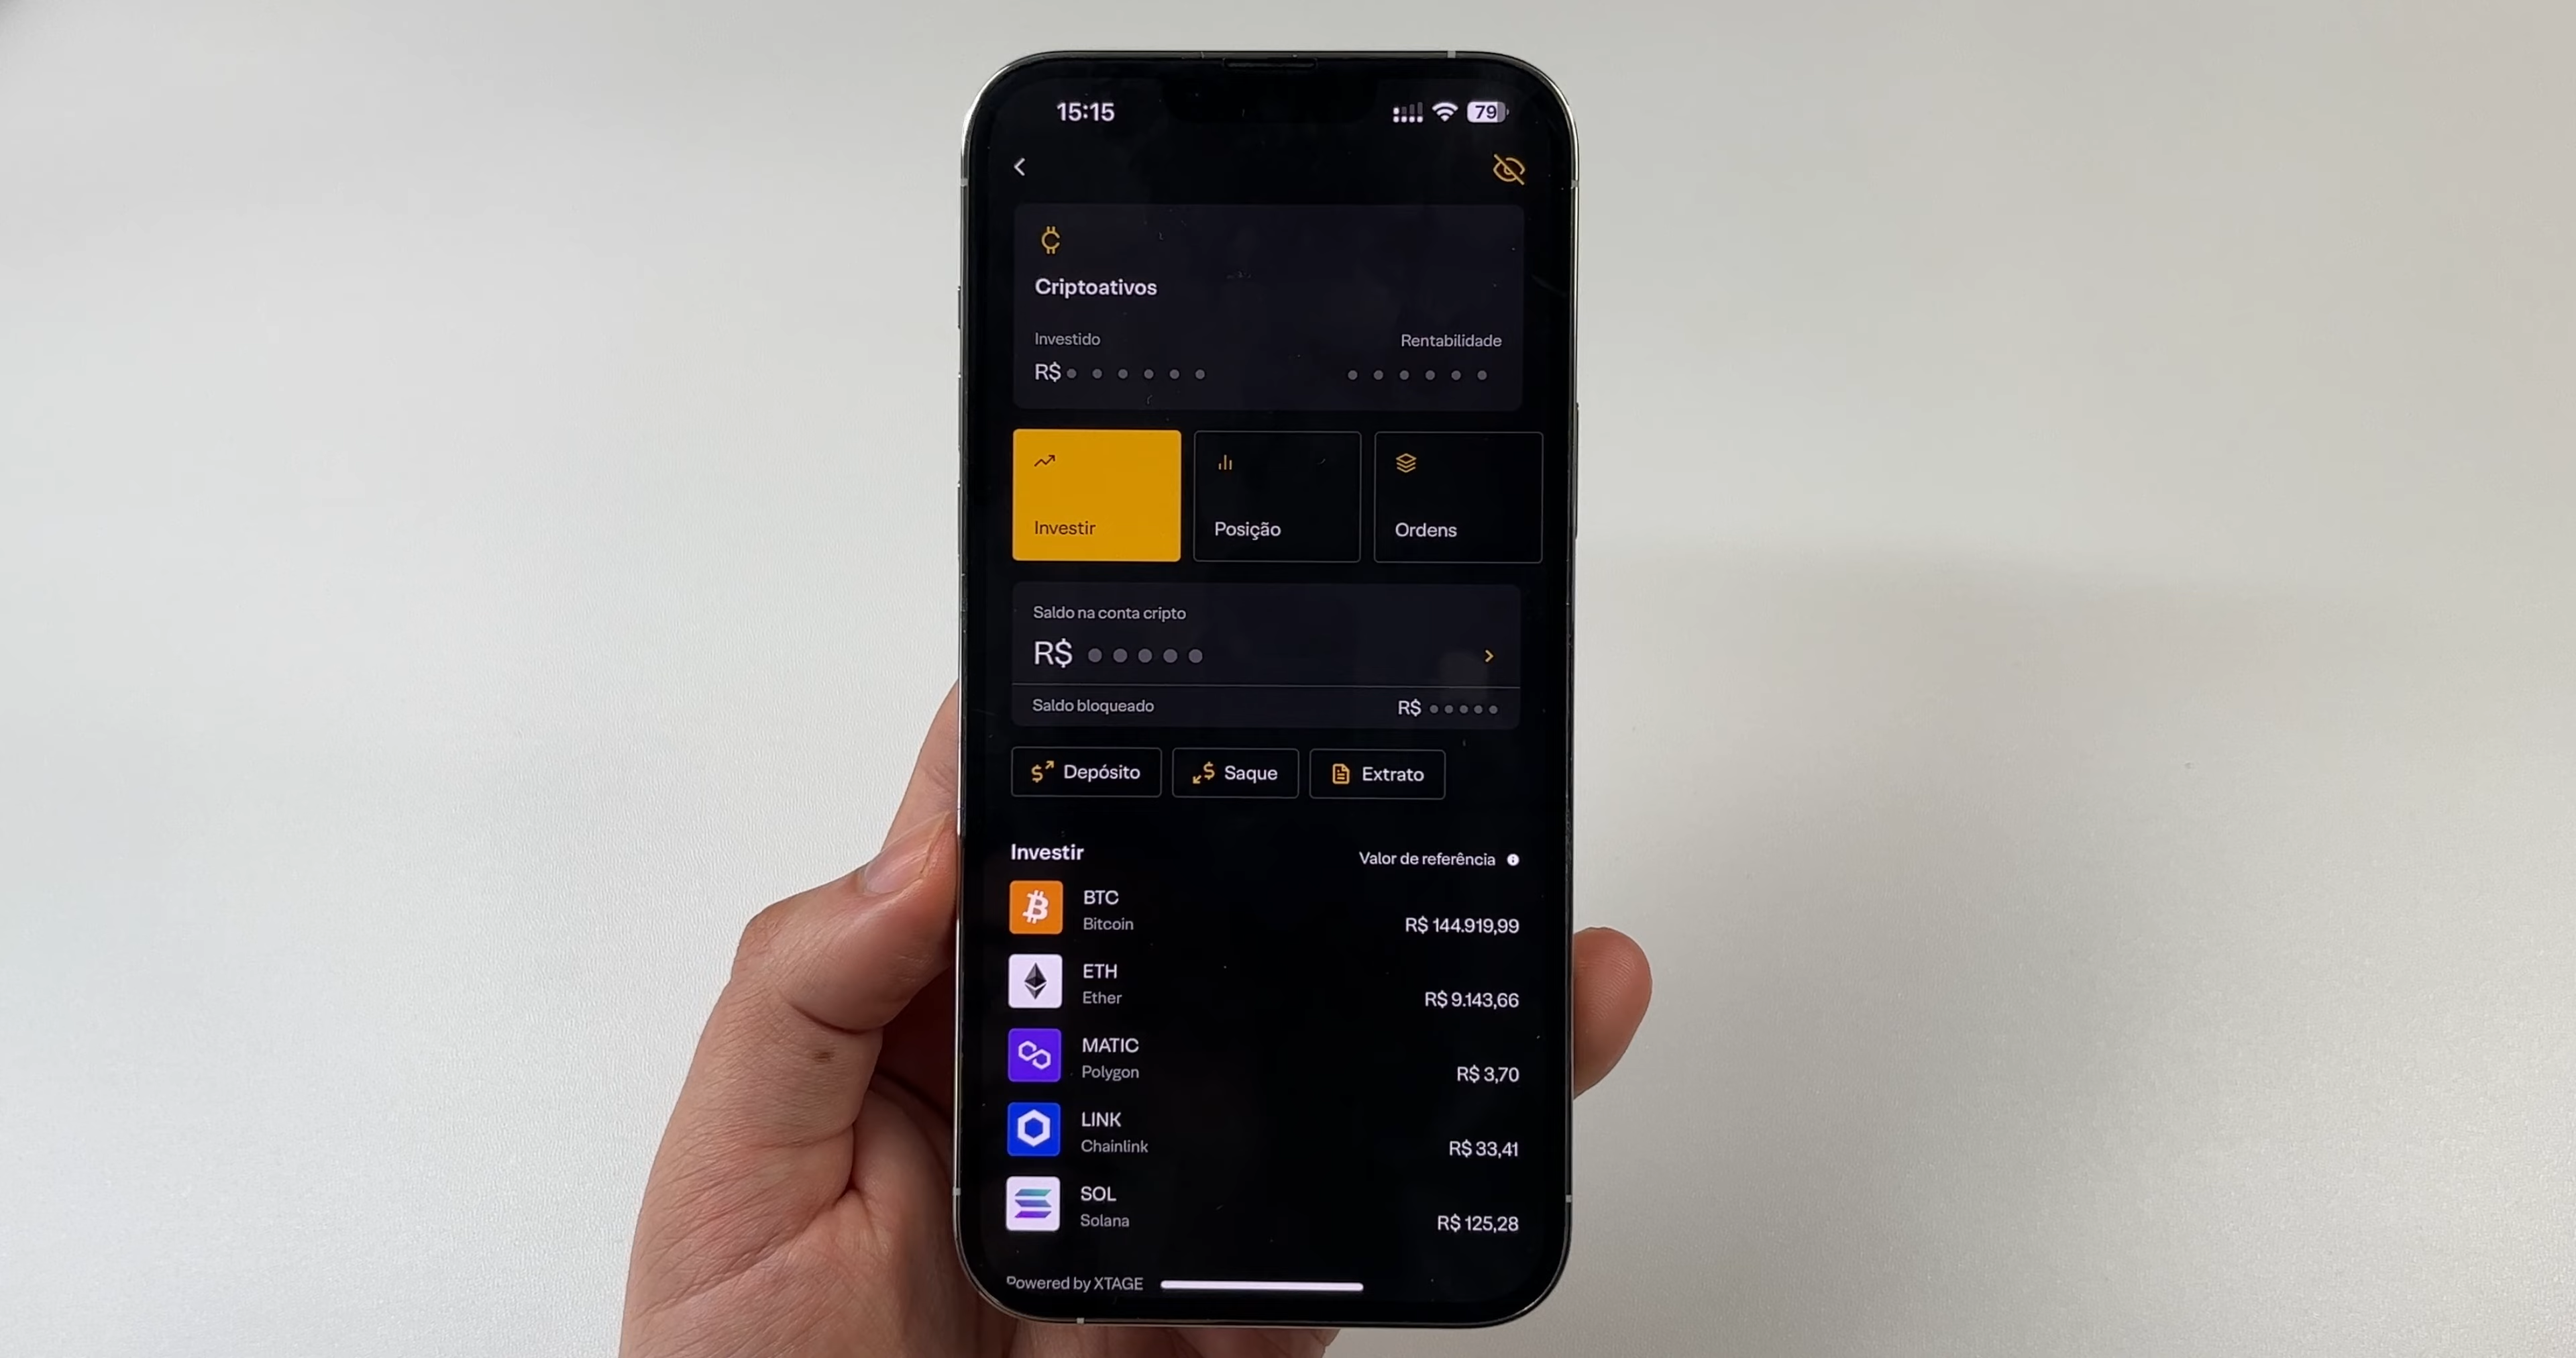 15:15
79
Criptoativos
Investido
Rentabilidade
R$
Investir
Posição
Ordens
Saldo na conta cripto
R$
Saldo bloqueado
R$
Depósito
Saque
Extrato
Investir
Valor de referência
BTC
Bitcoin
R$ 144.919,99
ETH
Ether
R$ 9.143,66
MATIC
Polygon
R$ 3,70
LINK
Chainlink
R$ 33,41
SOL
Solana
R$ 125,28
Powered by XTAGE